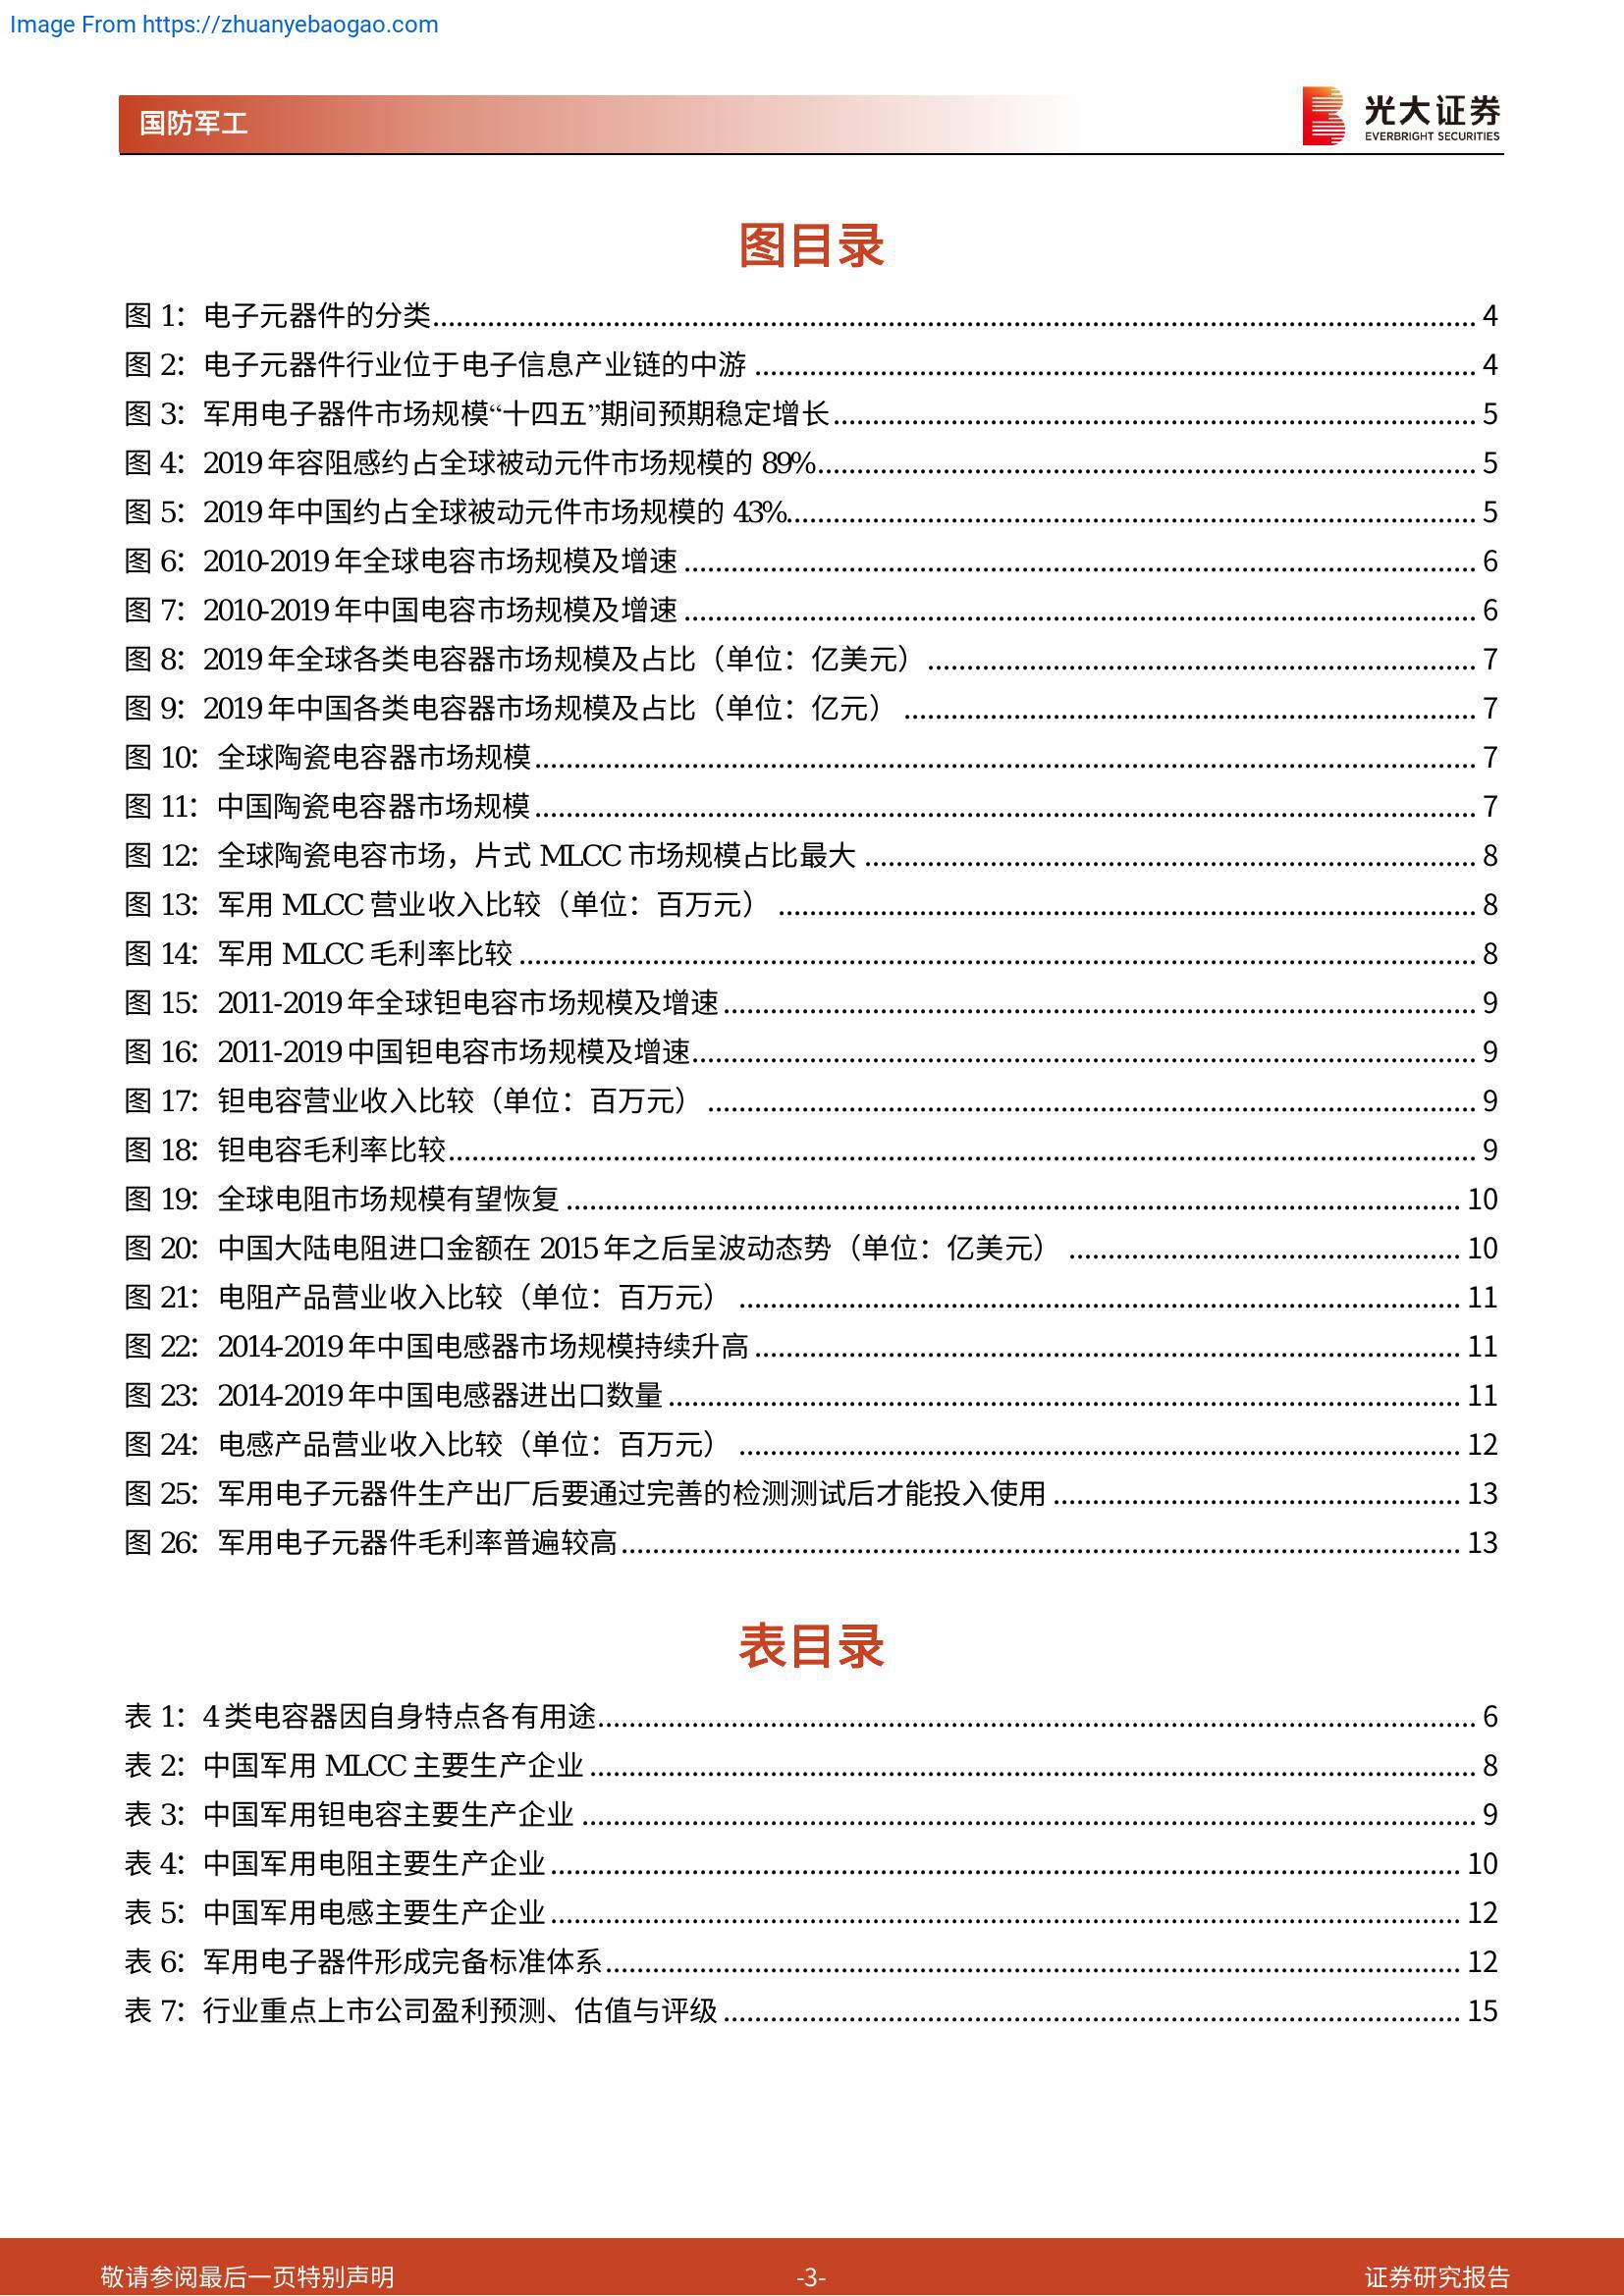 Image From https://zhuanyebaogao.com
国防军工
光大证券
EVERBRIGHT SECURITIES
图目录
图 1：电子元器件的分类 4
图 2：电子元器件行业位于电子信息产业链的中游 4
图 3：军用电子器件市场规模“十四五”期间预期稳定增长 5
图 4：2019 年容阻感约占全球被动元件市场规模的 89% 5
图 5：2019 年中国约占全球被动元件市场规模的 43% 5
图 6：2010-2019 年全球电容市场规模及增速 6
图 7：2010-2019 年中国电容市场规模及增速 6
图 8：2019 年全球各类电容器市场规模及占比（单位：亿美元） 7
图 9：2019 年中国各类电容器市场规模及占比（单位：亿元） 7
图 10：全球陶瓷电容器市场规模 7
图 11：中国陶瓷电容器市场规模 7
图 12：全球陶瓷电容市场，片式 MLCC 市场规模占比最大 8
图 13：军用 MLCC 营业收入比较（单位：百万元） 8
图 14：军用 MLCC 毛利率比较 8
图 15：2011-2019 年全球钽电容市场规模及增速 9
图 16：2011-2019 中国钽电容市场规模及增速 9
图 17：钽电容营业收入比较（单位：百万元） 9
图 18：钽电容毛利率比较 9
图 19：全球电阻市场规模有望恢复 10
图 20：中国大陆电阻进口金额在 2015 年之后呈波动态势（单位：亿美元） 10
图 21：电阻产品营业收入比较（单位：百万元） 11
图 22：2014-2019 年中国电感器市场规模持续升高 11
图 23：2014-2019 年中国电感器进出口数量 11
图 24：电感产品营业收入比较（单位：百万元） 12
图 25：军用电子元器件生产出厂后要通过完善的检测测试后才能投入使用 13
图 26：军用电子元器件毛利率普遍较高 13
表目录
表 1：4 类电容器因自身特点各有用途 6
表 2：中国军用 MLCC 主要生产企业 8
表 3：中国军用钽电容主要生产企业 9
表 4：中国军用电阻主要生产企业 10
表 5：中国军用电感主要生产企业 12
表 6：军用电子器件形成完备标准体系 12
表 7：行业重点上市公司盈利预测、估值与评级 15
敬请参阅最后一页特别声明 -3- 证券研究报告